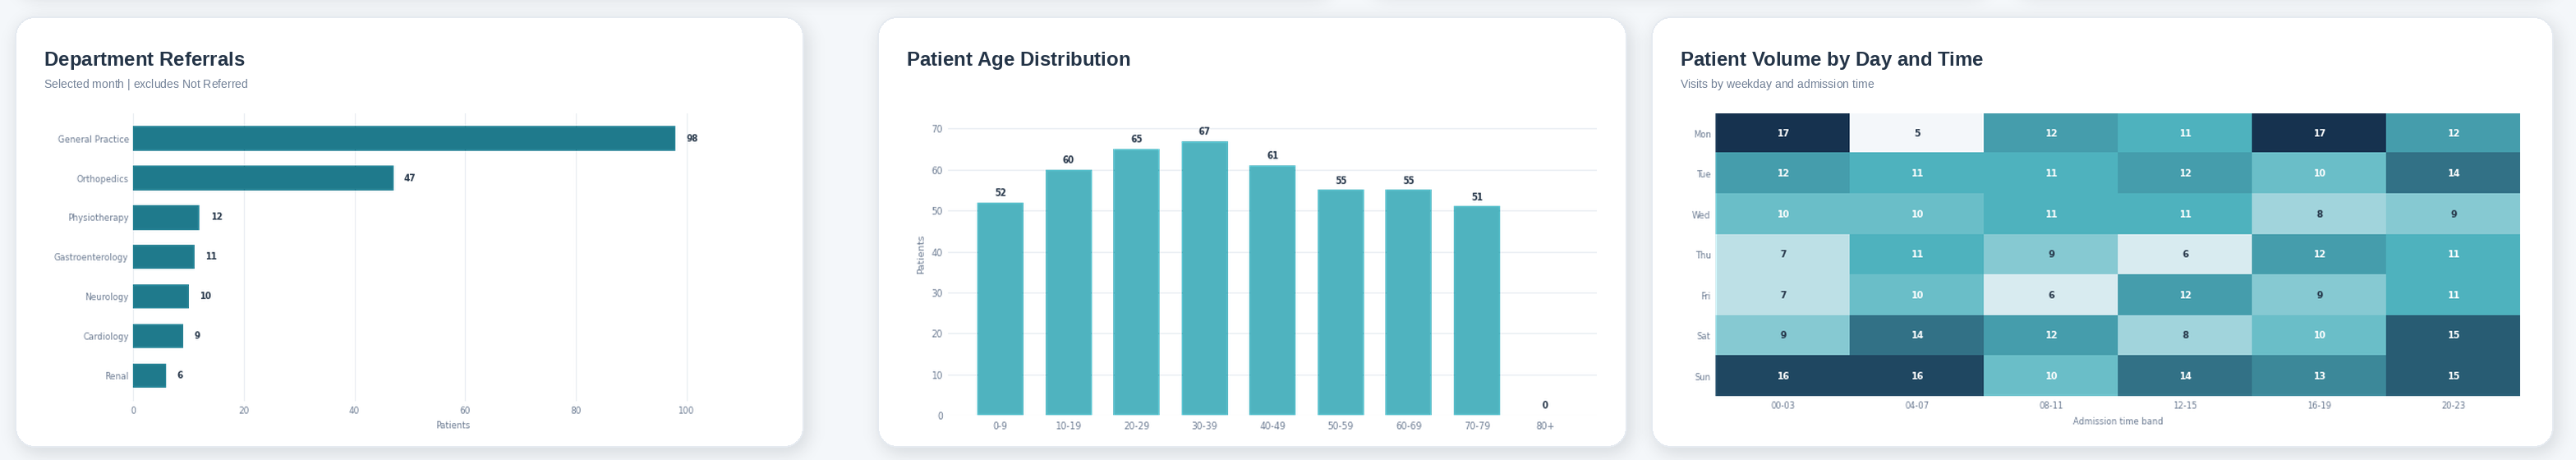 Department Referrals
Selected month | excludes Not Referred
General Practice 98
Orthopedics 47
Physiotherapy 12
Gastroenterology 11
Neurology 10
Cardiology 9
Renal 6
0 20 40 60 80 100
Patients
Patient Age Distribution
Patients
70
60
50
40
30
20
10
0
52 60 65 67 61 55 55 51 0
0-9 10-19 20-29 30-39 40-49 50-59 60-69 70-79 80+
Patient Volume by Day and Time
Visits by weekday and admission time
Mon 17 5 12 11 17 12
Tue 12 11 11 12 10 14
Wed 10 10 11 11 8 9
Thu 7 11 9 6 12 11
Fri 7 10 6 12 9 11
Sat 9 14 12 8 10 15
Sun 16 16 10 14 13 15
00-03 04-07 08-11 12-15 16-19 20-23
Admission time band